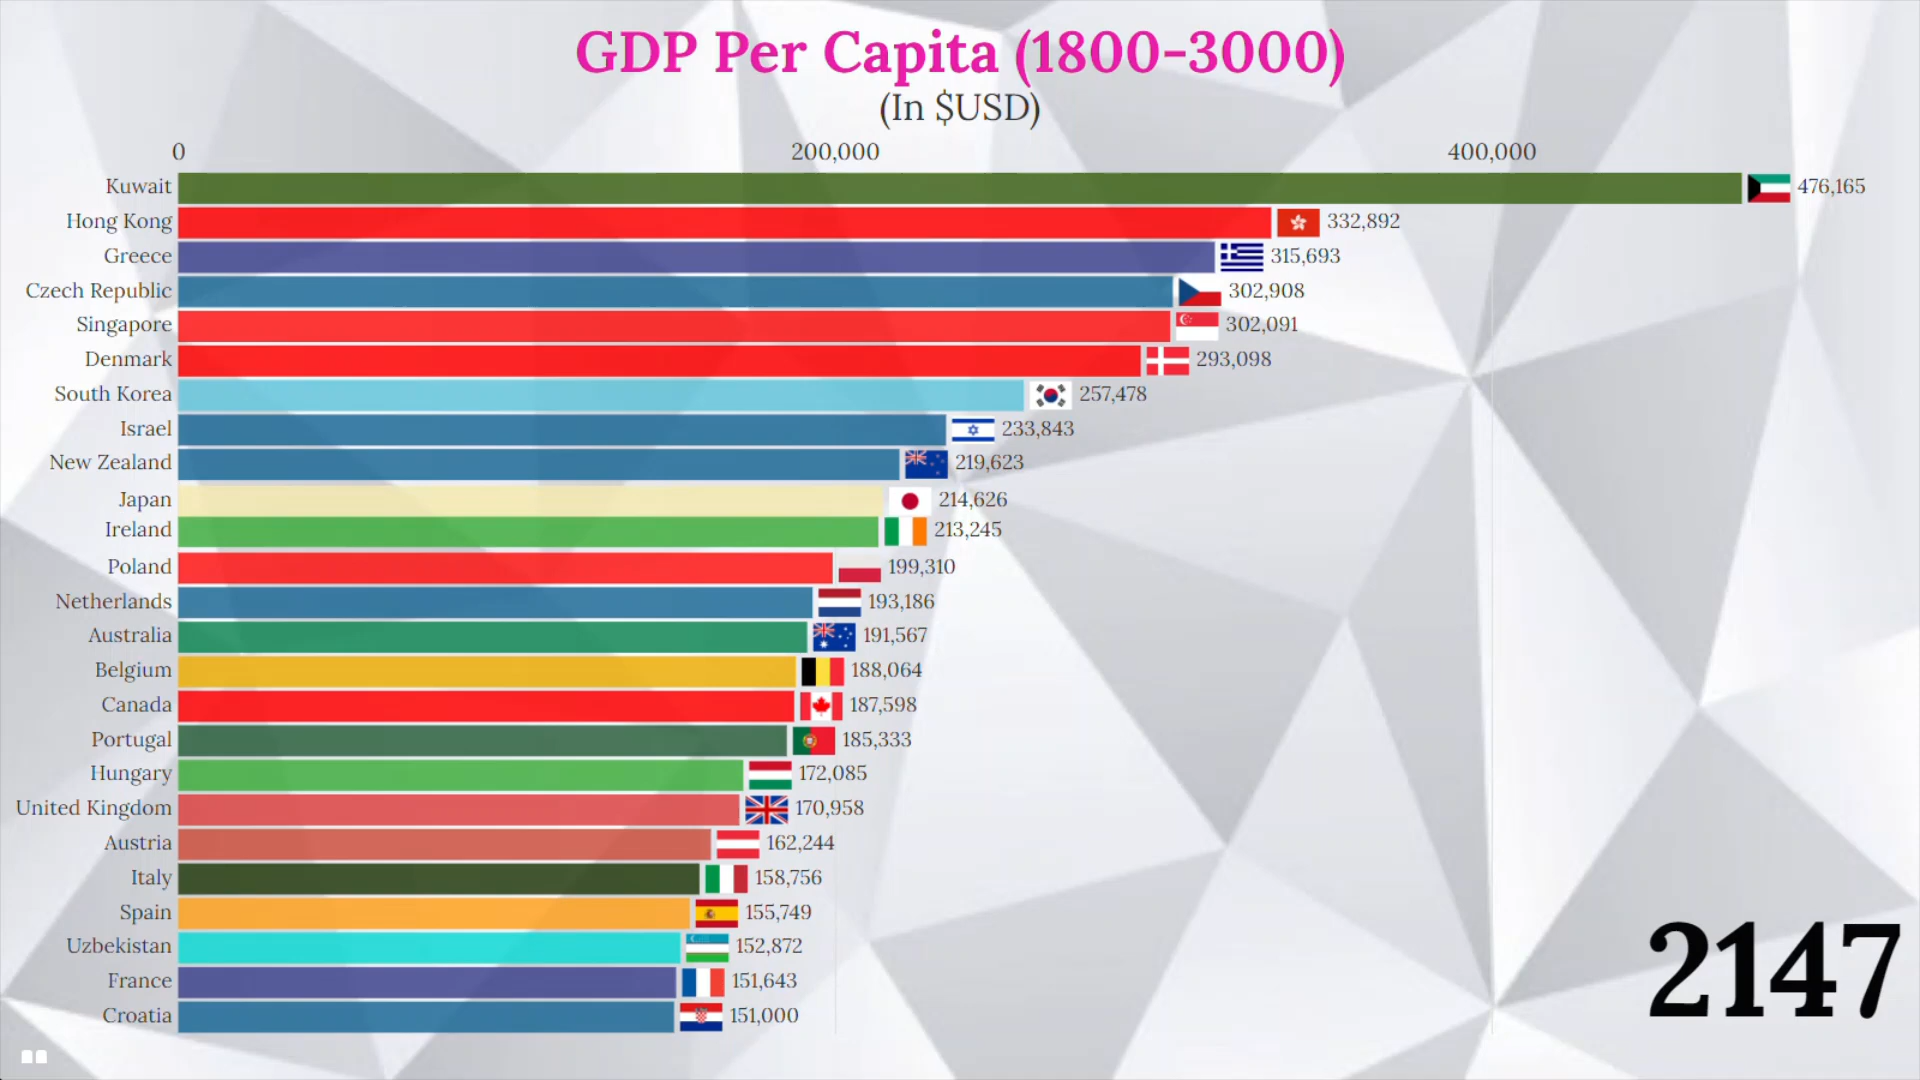 GDP Per Capita (1800-3000)
(In $USD)
0 200,000 400,000
Kuwait 476,165
Hong Kong 332,892
Greece 315,693
Czech Republic 302,908
Singapore 302,091
Denmark 293,098
South Korea 257,478
Israel 233,843
New Zealand 219,623
Japan 214,626
Ireland 213,245
Poland 199,310
Netherlands 193,186
Australia 191,567
Belgium 188,064
Canada 187,598
Portugal 185,333
Hungary 172,085
United Kingdom 170,958
Austria 162,244
Italy 158,756
Spain 155,749
Uzbekistan 152,872
France 151,643
Croatia 151,000
2147